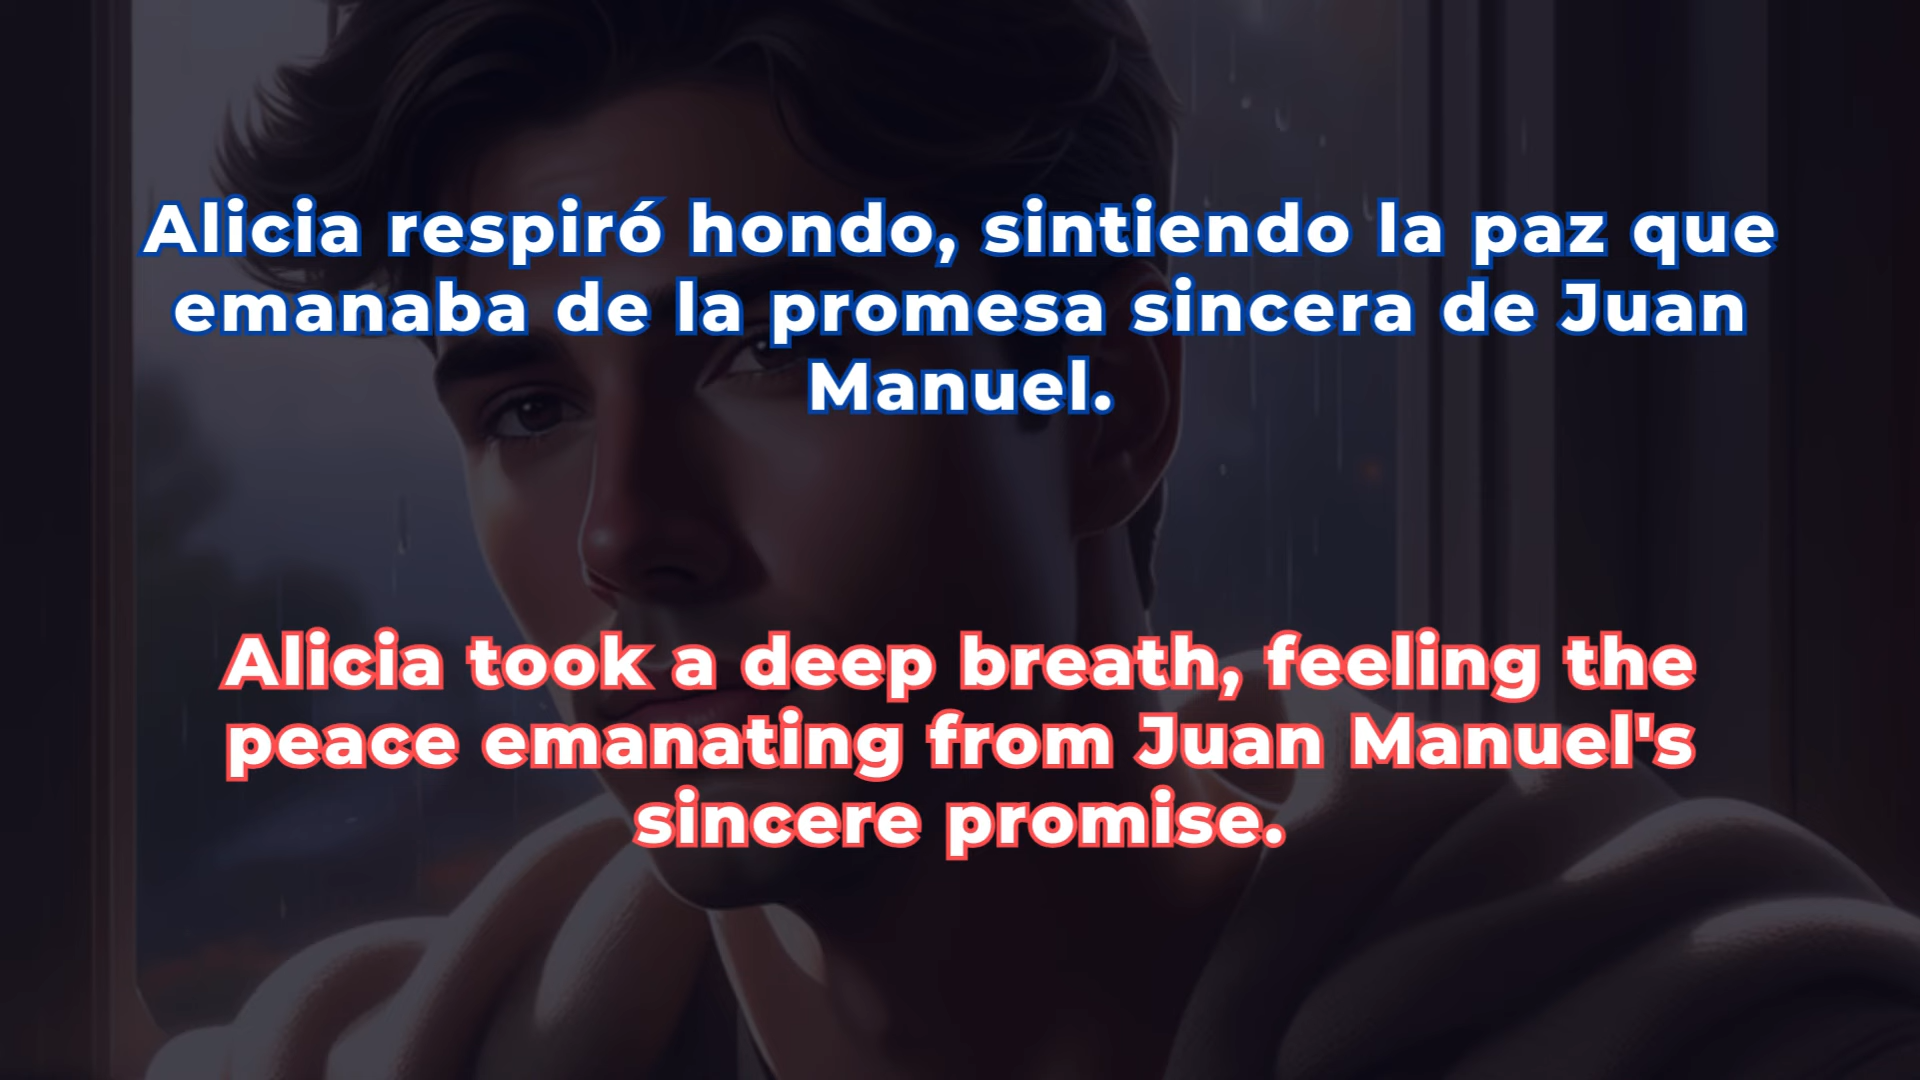 Alicia respiró hondo, sintiendo la paz que
emanaba de la promesa sincera de Juan
Manuel.
Alicia took a deep breath, feeling the
peace emanating from Juan Manuel's
sincere promise.